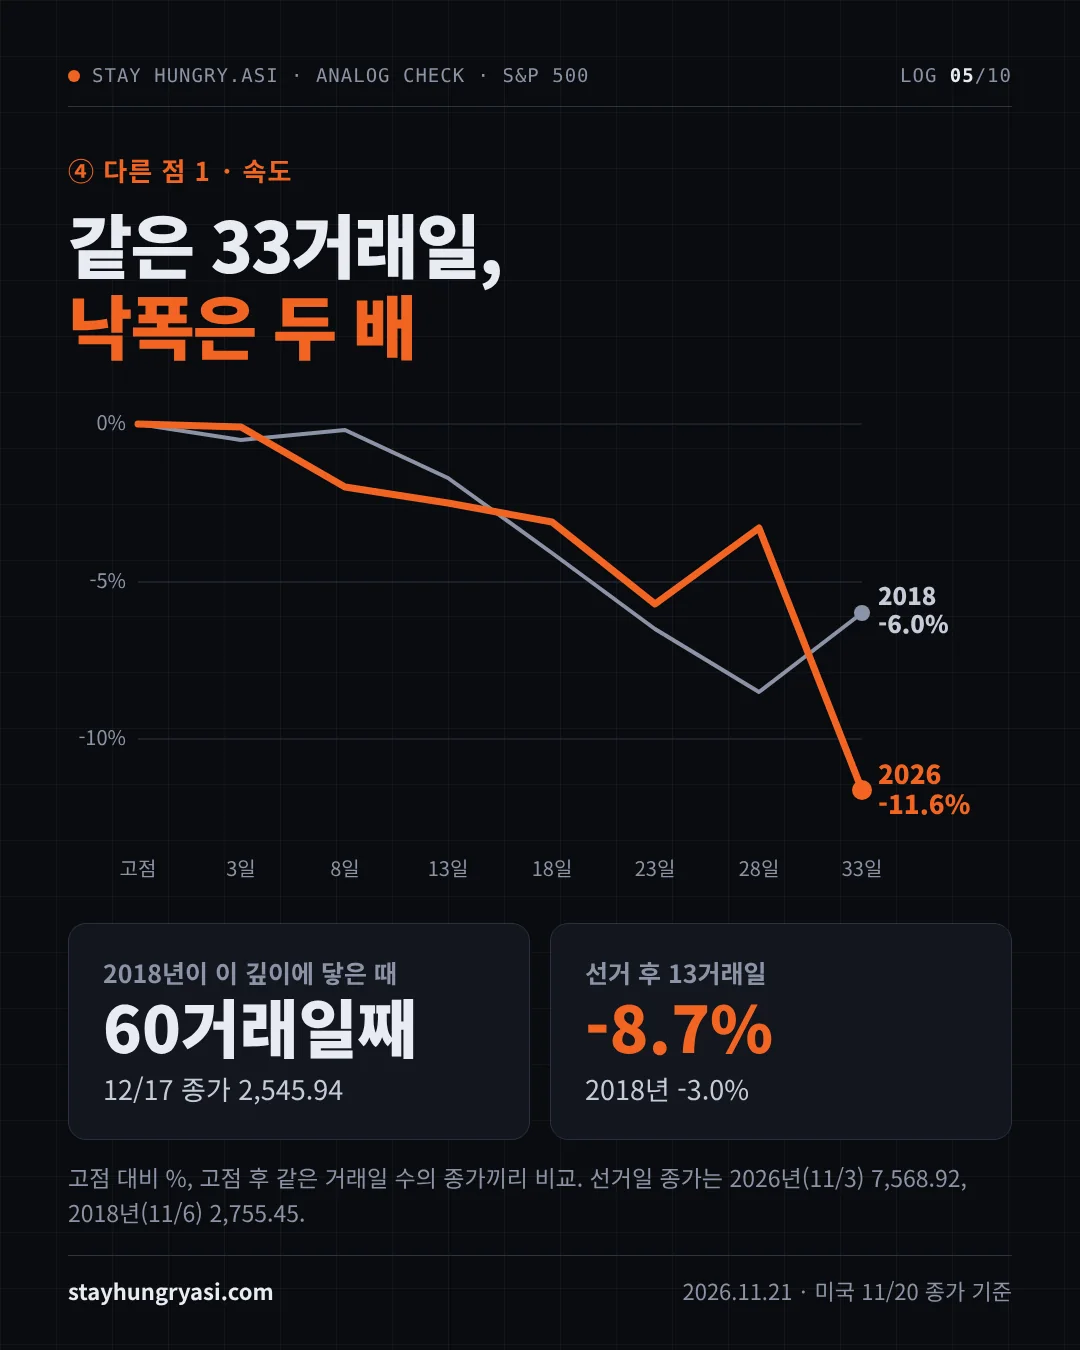 STAY HUNGRY.ASI · ANALOG CHECK · S&P 500
LOG 05/10
④ 다른 점 1 · 속도
같은 33거래일,
낙폭은 두 배
0%
-5%
-10%
2018
-6.0%
2026
-11.6%
고점 3일 8일 13일 18일 23일 28일 33일
2018년이 이 깊이에 닿은 때
60거래일째
12/17 종가 2,545.94
선거 후 13거래일
-8.7%
2018년 -3.0%
고점 대비 %, 고점 후 같은 거래일 수의 종가끼리 비교. 선거일 종가는 2026년(11/3) 7,568.92,
2018년(11/6) 2,755.45.
stayhungryasi.com
2026.11.21 · 미국 11/20 종가 기준